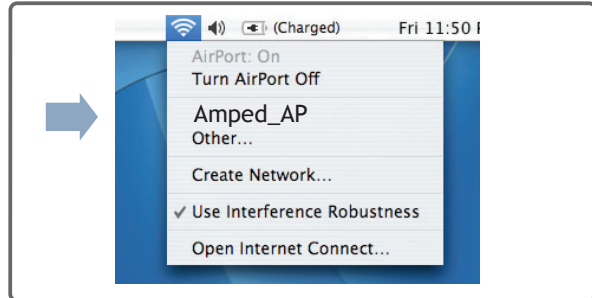 (Charged) Fri 11:50
AirPort: On
Turn AirPort Off
Amped_AP
Other...
Create Network...
✓ Use Interference Robustness
Open Internet Connect...